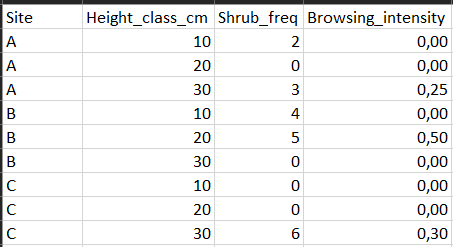 Site Height_class_cm Shrub_freq Browsing_intensity
A 10 2 0,00
A 20 0 0,00
A 30 3 0,25
B 10 4 0,00
B 20 5 0,50
B 30 0 0,00
C 10 0 0,00
C 20 0 0,00
C 30 6 0,30